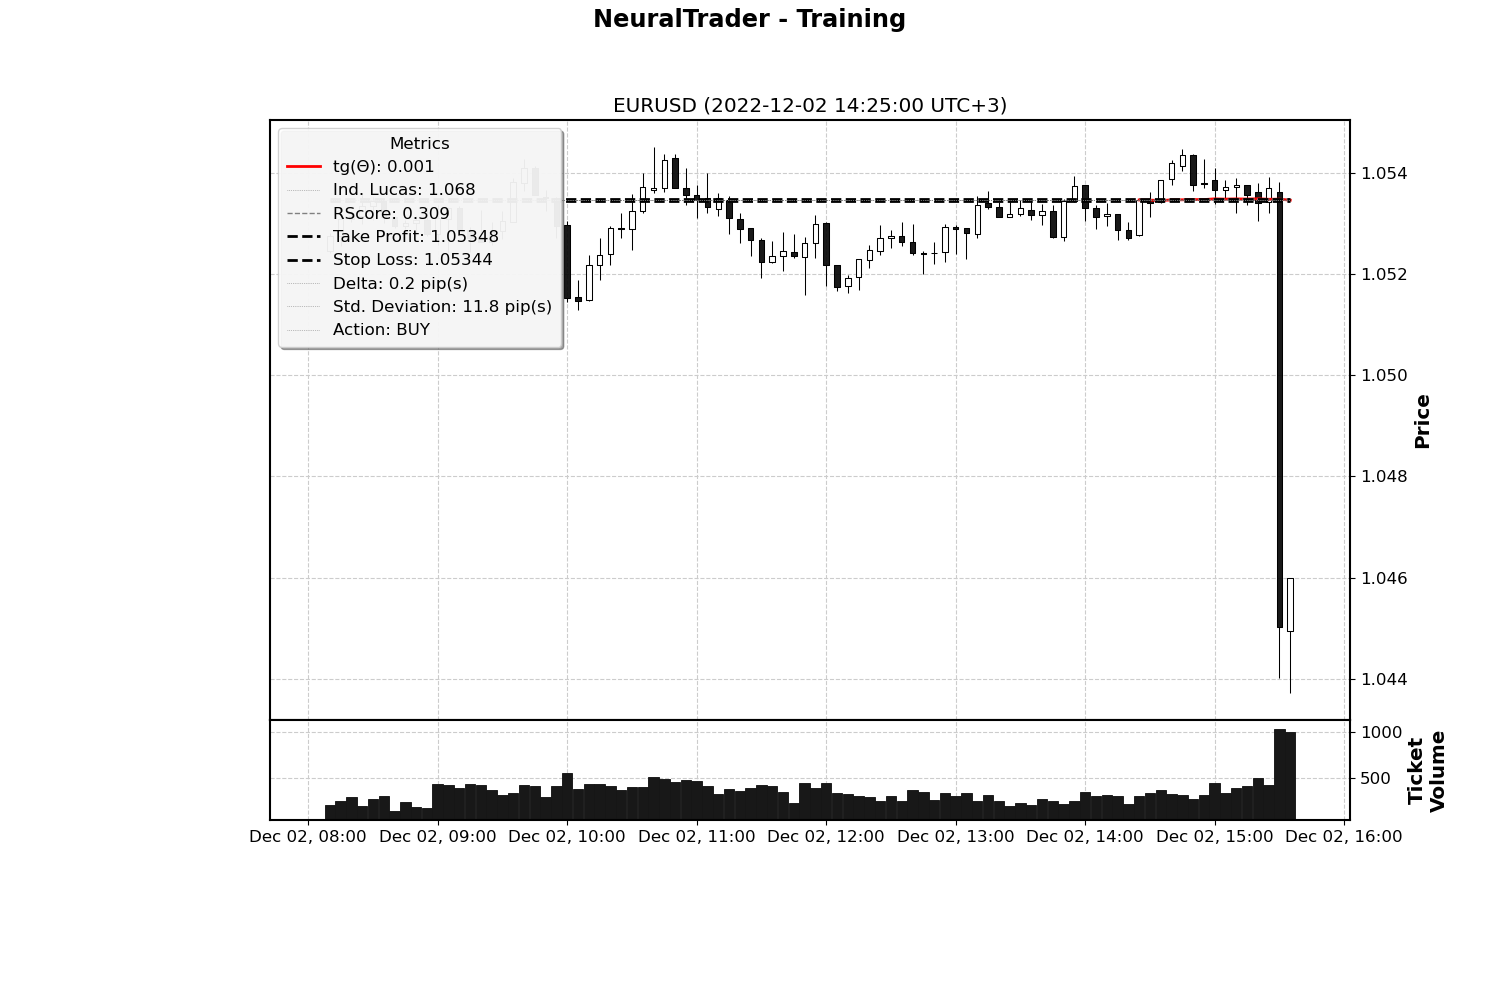 NeuralTrader - Training
EURUSD (2022-12-02 14:25:00 UTC+3)
Metrics
tg(Θ): 0.001
Ind. Lucas: 1.068
RScore: 0.309
Take Profit: 1.05348
Stop Loss: 1.05344
Delta: 0.2 pip(s)
Std. Deviation: 11.8 pip(s)
Action: BUY
1.054
1.052
1.050
1.048
1.046
1.044
Price
1000
500
Ticket
Volume
Dec 02, 08:00 Dec 02, 09:00 Dec 02, 10:00 Dec 02, 11:00 Dec 02, 12:00 Dec 02, 13:00 Dec 02, 14:00 Dec 02, 15:00 Dec 02, 16:00